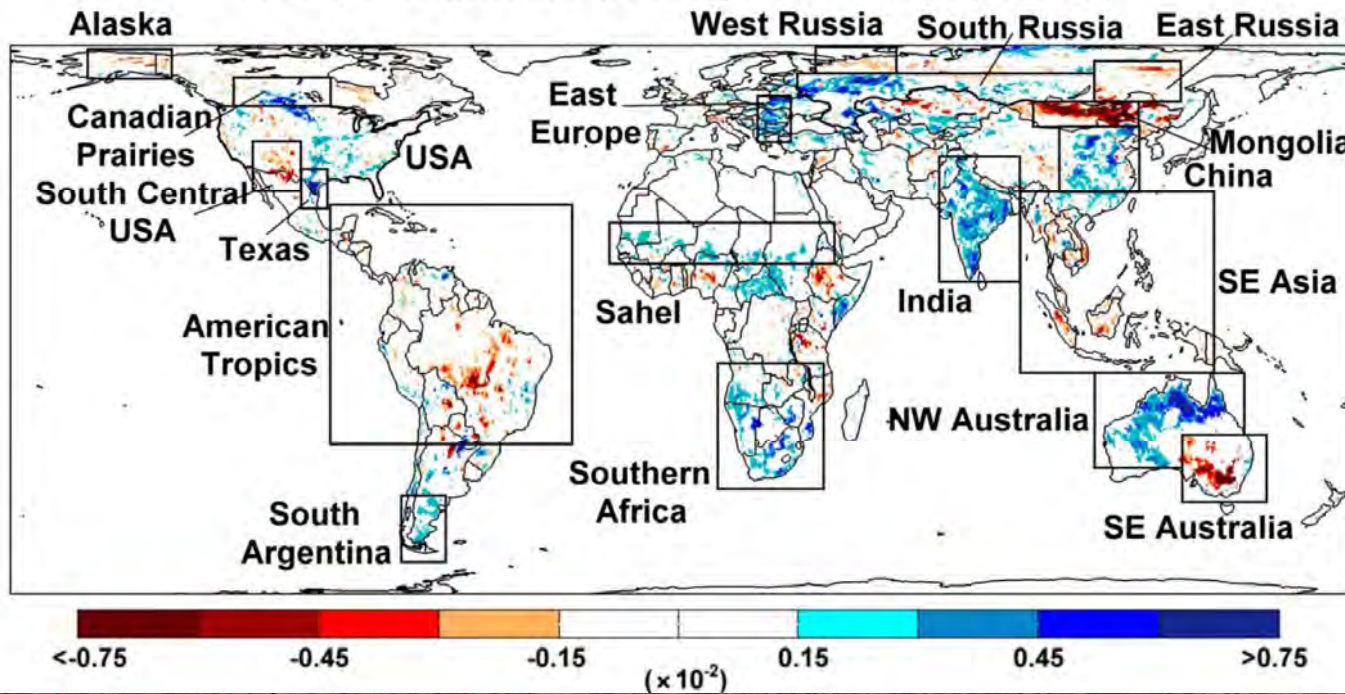 Alaska
West Russia
South Russia
East Russia
Canadian
Prairies
USA
East
Europe
Mongolia
China
South Central
USA
Texas
American
Tropics
Sahel
India
SE Asia
NW Australia
Southern
Africa
South
Argentina
SE Australia
<-0.75 -0.45 -0.15 0.15 0.45 >0.75
(×10⁻²)